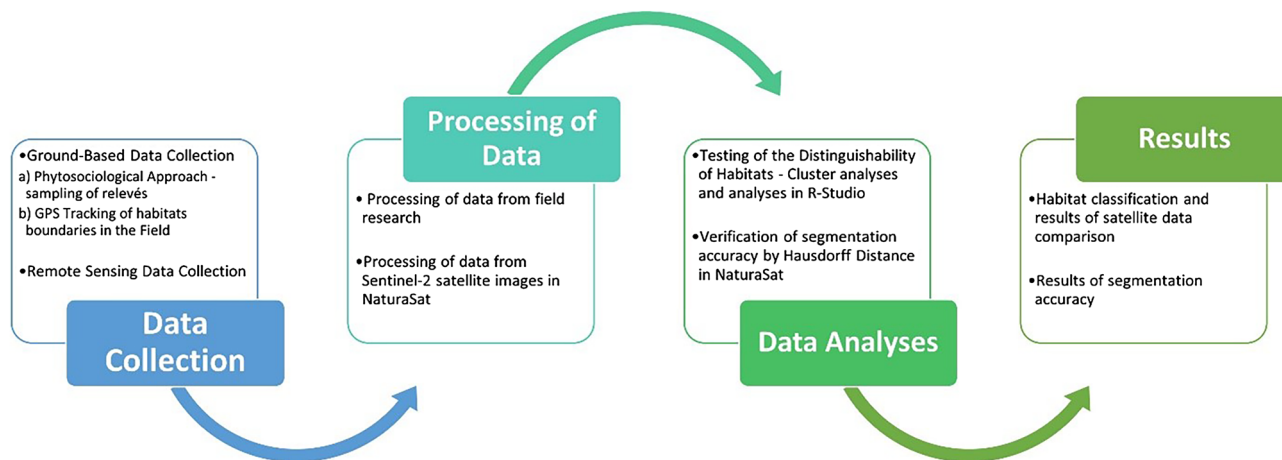 •Ground-Based Data Collection
a) Phytosociological Approach -
sampling of relevés
b) GPS Tracking of habitats
boundaries in the Field
•Remote Sensing Data Collection
Data
Collection
Processing of
Data
• Processing of data from field
research
•Processing of data from
Sentinel-2 satellite images in
NaturaSat
•Testing of the Distinguishability
of Habitats - Cluster analyses
and analyses in R-Studio
•Verification of segmentation
accuracy by Hausdorff Distance
in NaturaSat
Data Analyses
Results
•Habitat classification and
results of satellite data
comparison
•Results of segmentation
accuracy